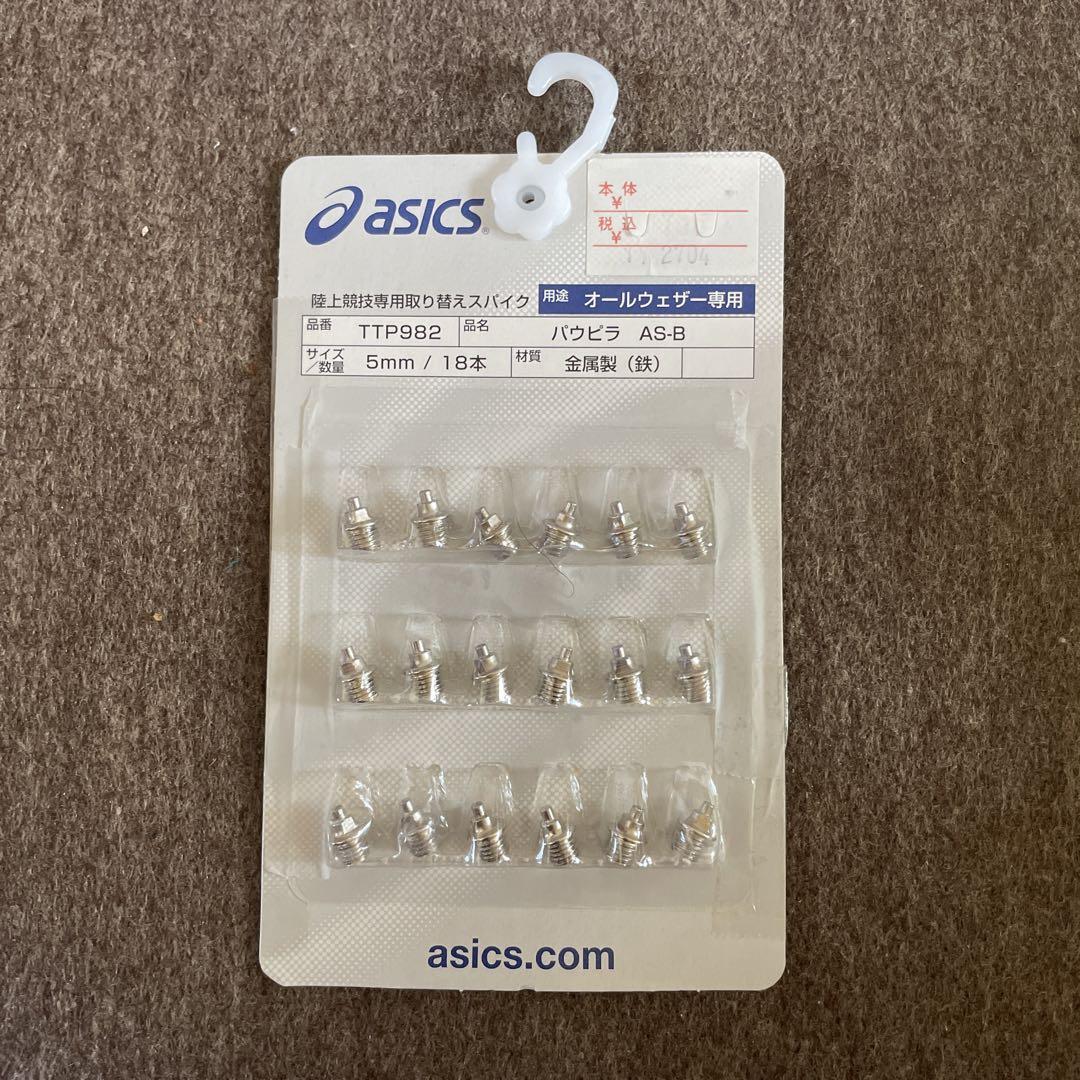 asics
本体
¥
税込
¥ 2704
陸上競技専用取り替えスパイク 用途 オールウェザー専用
品番 TTP982 品名 パウピラ AS-B
サイズ/数量 5mm / 18本 材質 金属製(鉄)
asics.com